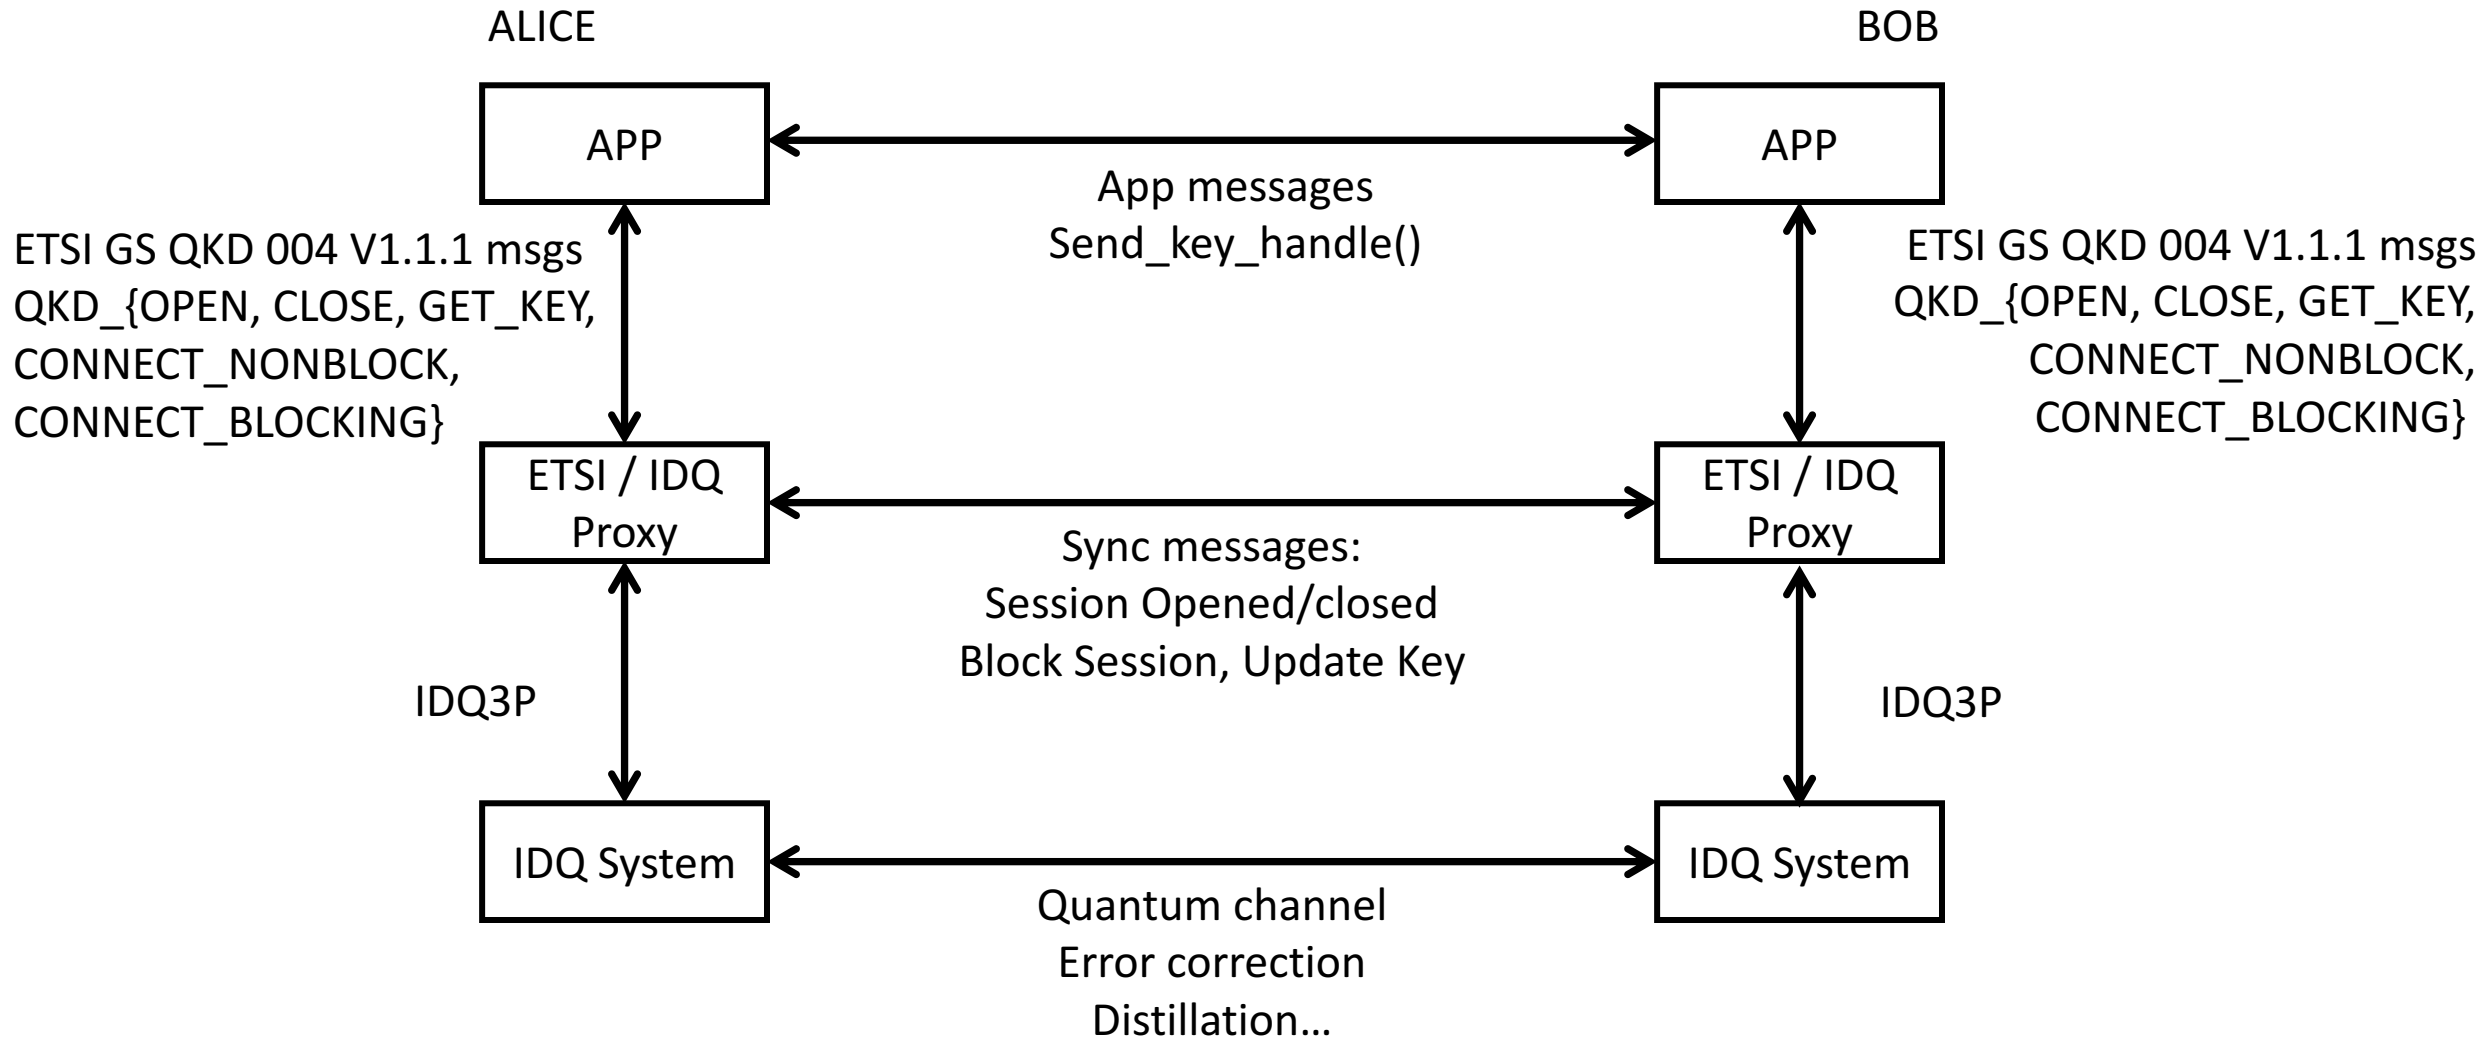 ALICE
BOB
APP
APP
App messages
Send_key_handle()
ETSI GS QKD 004 V1.1.1 msgs
QKD_{OPEN, CLOSE, GET_KEY,
CONNECT_NONBLOCK,
CONNECT_BLOCKING}
ETSI GS QKD 004 V1.1.1 msgs
QKD_{OPEN, CLOSE, GET_KEY,
CONNECT_NONBLOCK,
CONNECT_BLOCKING}
ETSI / IDQ
Proxy
ETSI / IDQ
Proxy
Sync messages:
Session Opened/closed
Block Session, Update Key
IDQ3P
IDQ3P
IDQ System
IDQ System
Quantum channel
Error correction
Distillation…